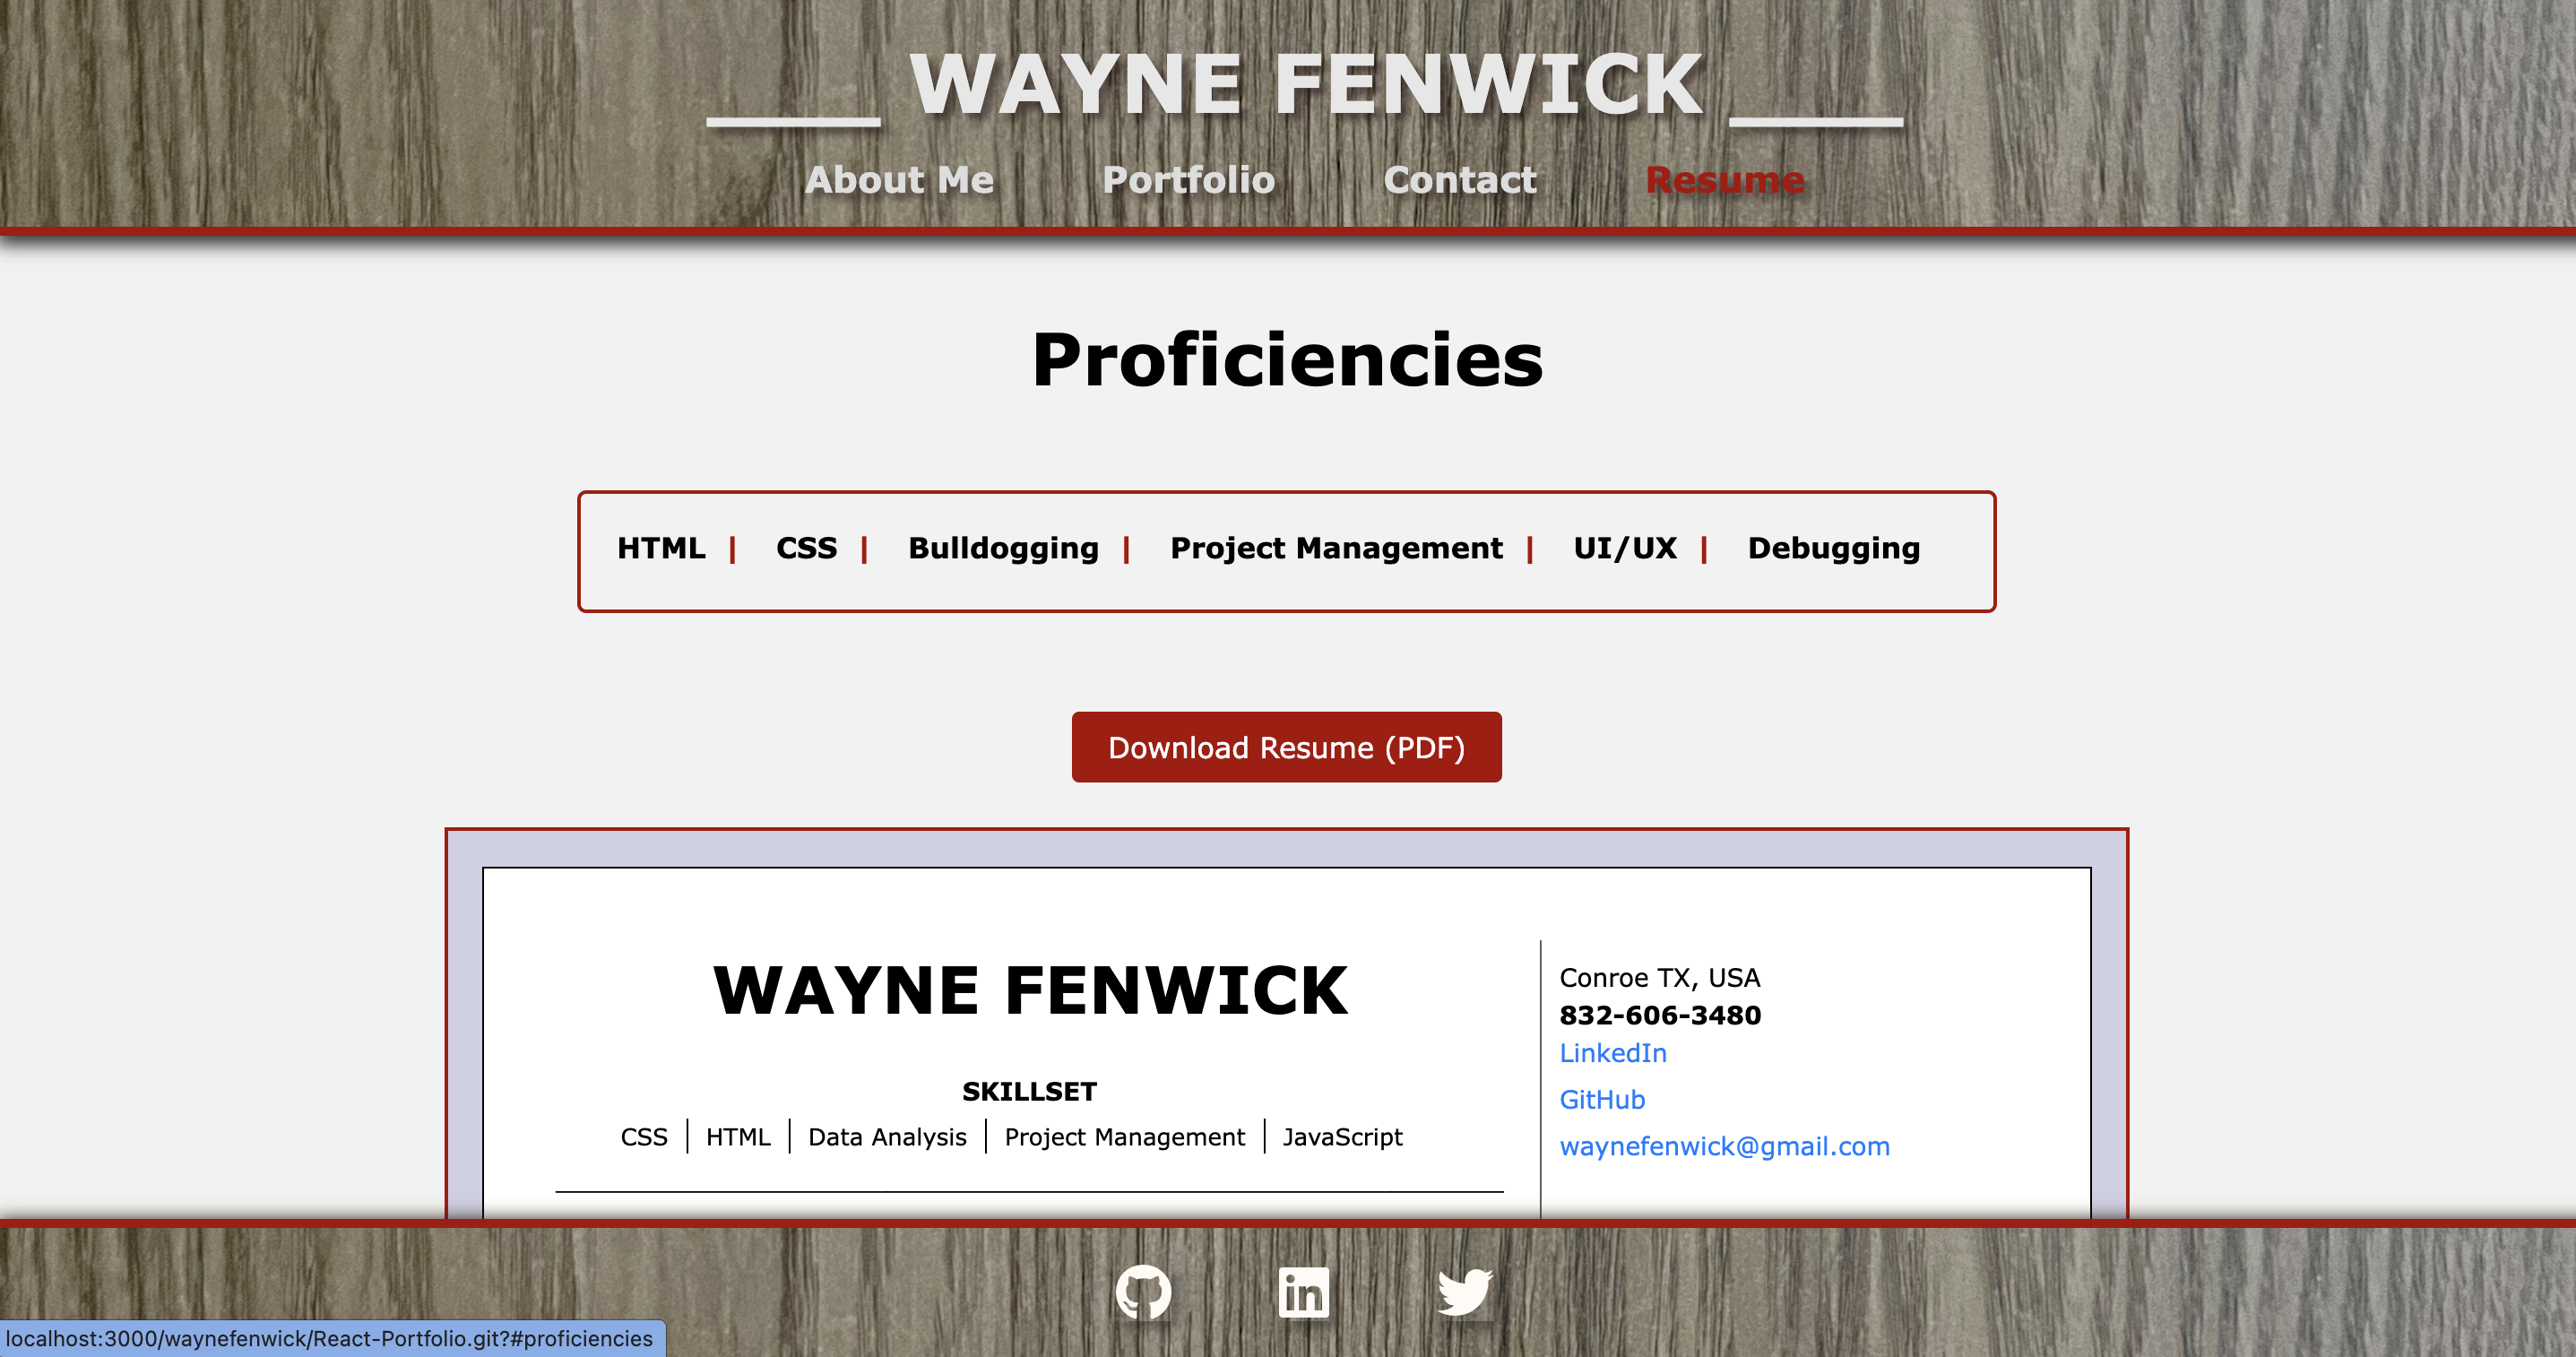 WAYNE FENWICK
About Me Portfolio Contact Resume
Proficiencies
HTML | CSS | Bulldogging | Project Management | UI/UX | Debugging
Download Resume (PDF)
WAYNE FENWICK
SKILLSET
CSS | HTML | Data Analysis | Project Management | JavaScript
Conroe TX, USA
832-606-3480
LinkedIn
GitHub
waynefenwick@gmail.com
in
localhost:3000/waynefenwick/React-Portfolio.git?#proficiencies